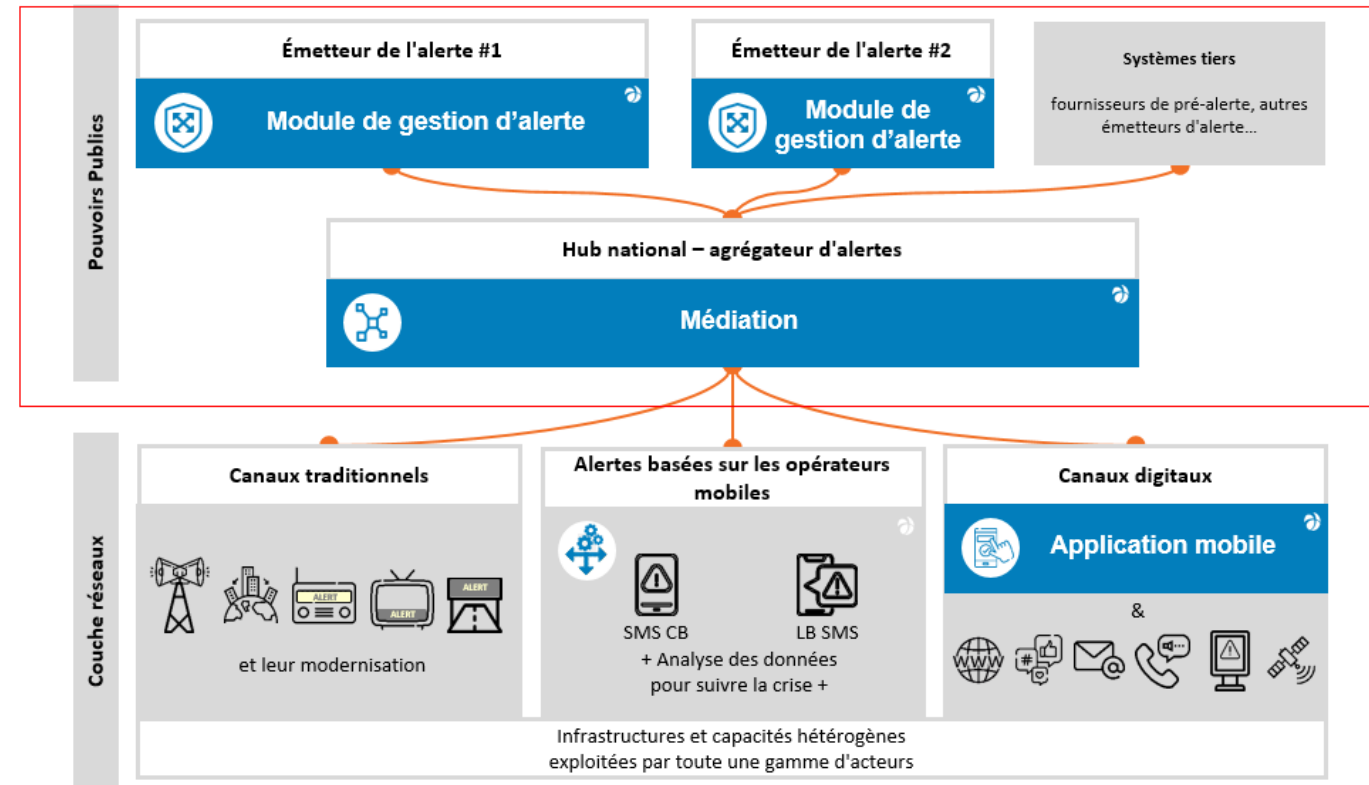 Pouvoirs Publics
Émetteur de l'alerte #1
Module de gestion d'alerte
Émetteur de l'alerte #2
Module de
gestion d'alerte
Systèmes tiers
fournisseurs de pré-alerte, autres
émetteurs d'alerte...
Hub national – agrégateur d'alertes
Médiation
Couche réseaux
Canaux traditionnels
ALERT
ALERT
ALERT
et leur modernisation
Alertes basées sur les opérateurs
mobiles
SMS CB
LB SMS
+ Analyse des données
pour suivre la crise +
Canaux digitaux
Application mobile
&
www
#
@
Infrastructures et capacités hétérogènes
exploitées par toute une gamme d'acteurs